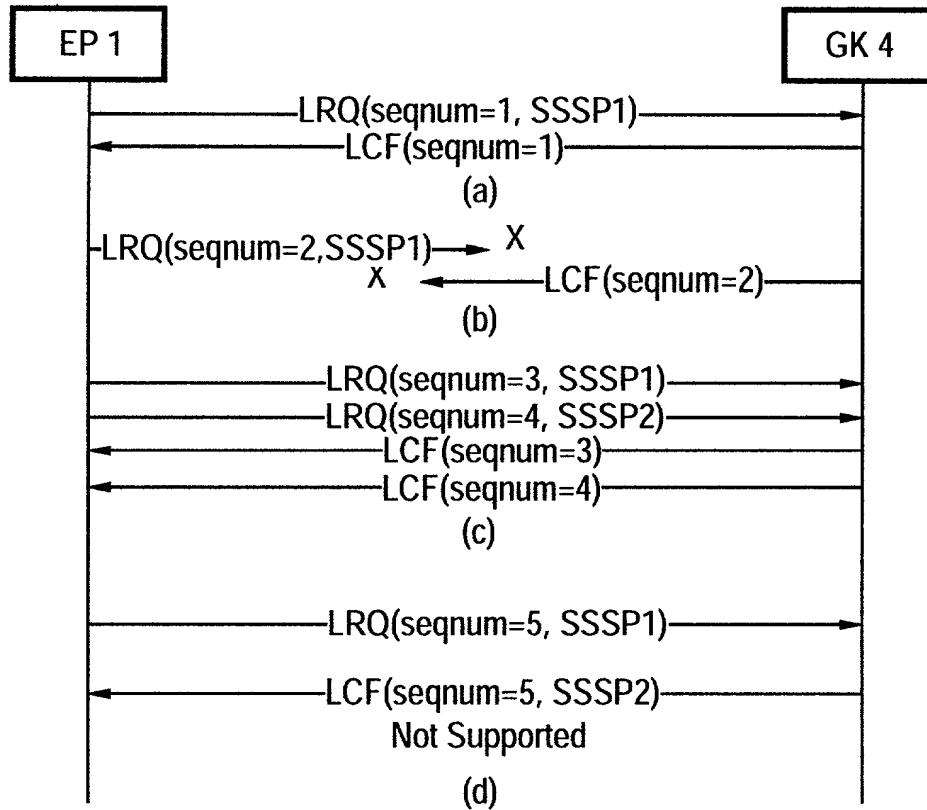 EP 1
GK 4
LRQ(seqnum=1, SSSP1)
LCF(seqnum=1)
(a)
LRQ(seqnum=2,SSSP1) X
X LCF(seqnum=2)
(b)
LRQ(seqnum=3, SSSP1)
LRQ(seqnum=4, SSSP2)
LCF(seqnum=3)
LCF(seqnum=4)
(c)
LRQ(seqnum=5, SSSP1)
LCF(seqnum=5, SSSP2)
Not Supported
(d)